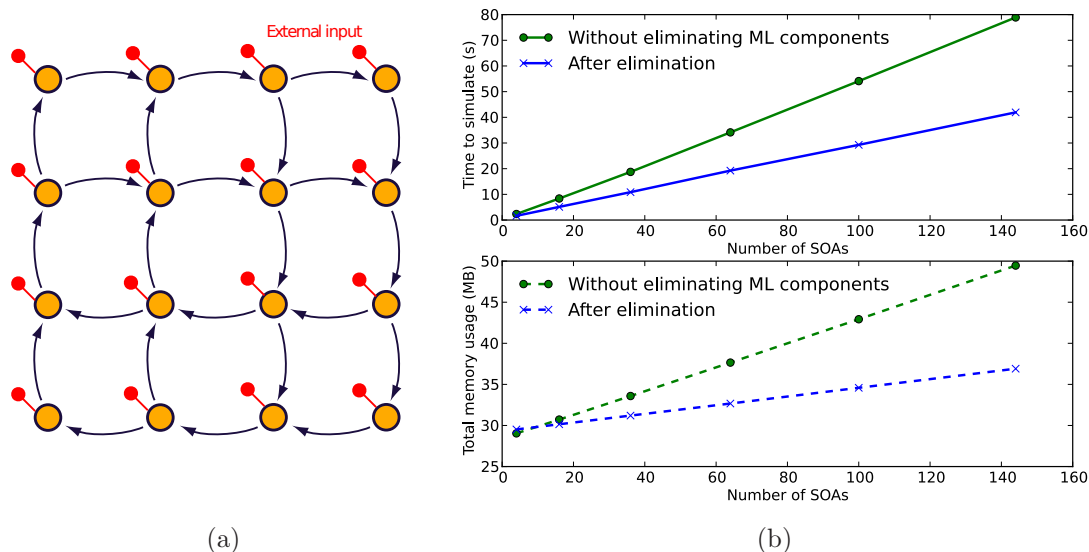 External input
80
70
60
50
40
30
20
10
0
Time to simulate (s)
Without eliminating ML components
After elimination
0 20 40 60 80 100 120 140 160
Number of SOAs
50
45
40
35
30
25
Total memory usage (MB)
Without eliminating ML components
After elimination
0 20 40 60 80 100 120 140 160
Number of SOAs
(a)
(b)